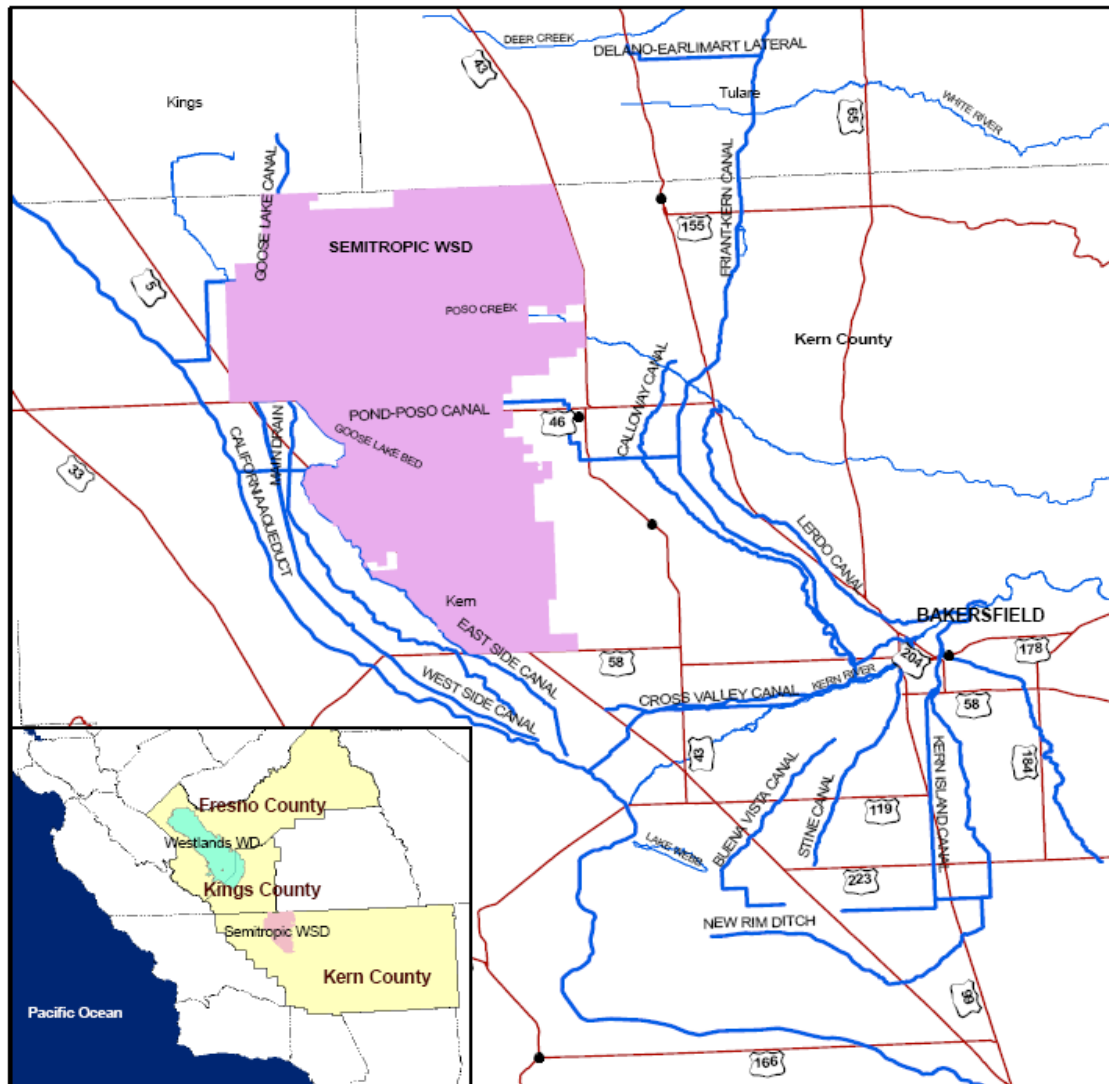 DEER CREEK
43
DELANO-EARLIMART LATERAL
Kings
Tulare
65
WHITE RIVER
GOOSE LAKE CANAL
FRIANT-KERN CANAL
155
SEMITROPIC WSD
5
POSO CREEK
Kern County
CALLOWAY CANAL
POND-POSO CANAL
46
MAIN DRAIN
GOOSE LAKE BED
33
CALIFORNIA AQUEDUCT
LERDO CANAL
Kern
BAKERSFIELD
EAST SIDE CANAL
58
204
178
WEST SIDE CANAL
CROSS VALLEY CANAL
KERN RIVER
58
43
KERN ISLAND CANAL
184
BUENA VISTA CANAL
STINE CANAL
119
LAKE WEBB
223
NEW RIM DITCH
99
166
Fresno County
Westlands WD
Kings County
Semitropic WSD
Kern County
Pacific Ocean